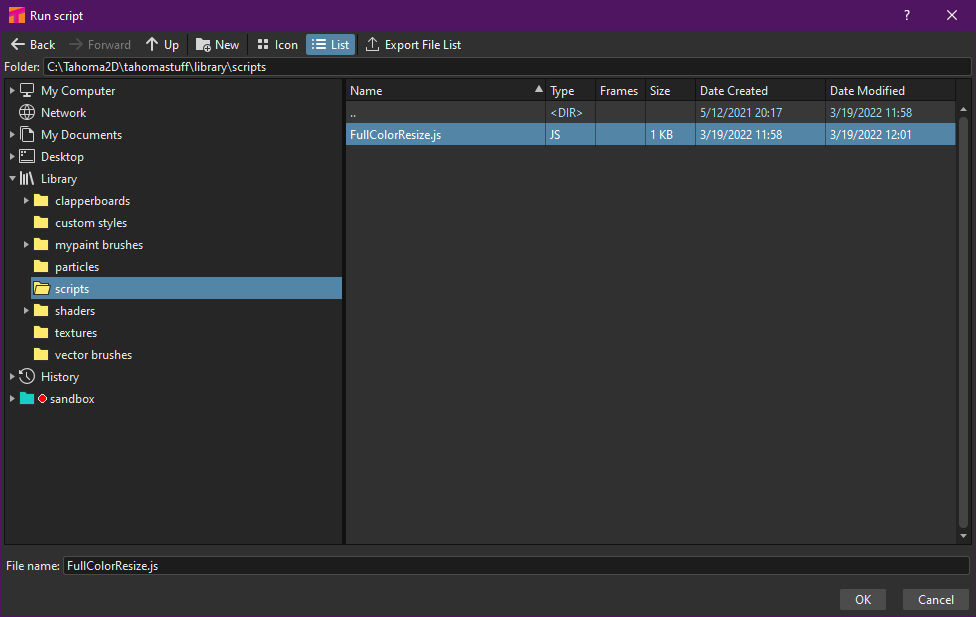 Run script ?
Back Forward Up New Icon List Export File List
Folder: C:\Tahoma2D\tahomastuff\library\scripts
My Computer
Network
My Documents
Desktop
Library
clapperboards
custom styles
mypaint brushes
particles
scripts
shaders
textures
vector brushes
History
sandbox
Name Type Frames Size Date Created Date Modified
.. <DIR> 5/12/2021 20:17 3/19/2022 11:58
FullColorResize.js JS 1 KB 3/19/2022 11:58 3/19/2022 12:01
File name: FullColorResize.js
OK Cancel